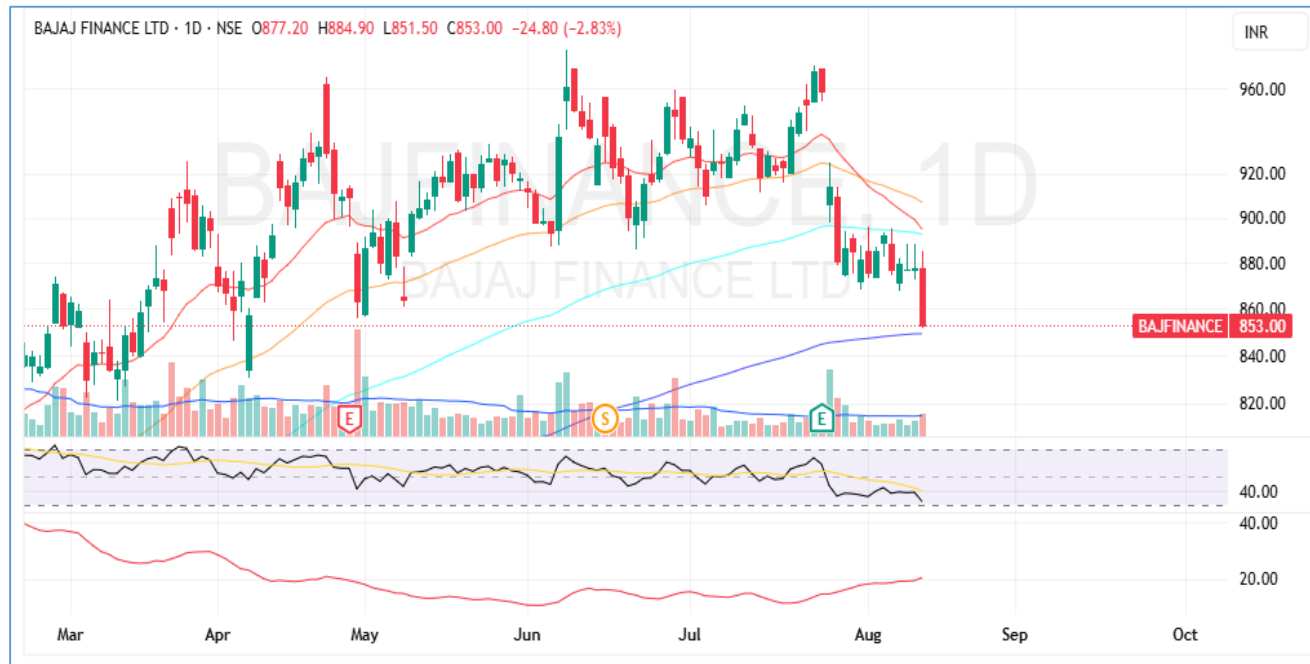 BAJAJ FINANCE LTD · 1D · NSE O877.20 H884.90 L851.50 C853.00 −24.80 (−2.83%)
INR
960.00
920.00
900.00
880.00
860.00
BAJFINANCE 853.00
840.00
820.00
BAJFINANCE, 1D
BAJAJ FINANCE LTD
E
S
E
40.00
40.00
20.00
Mar Apr May Jun Jul Aug Sep Oct